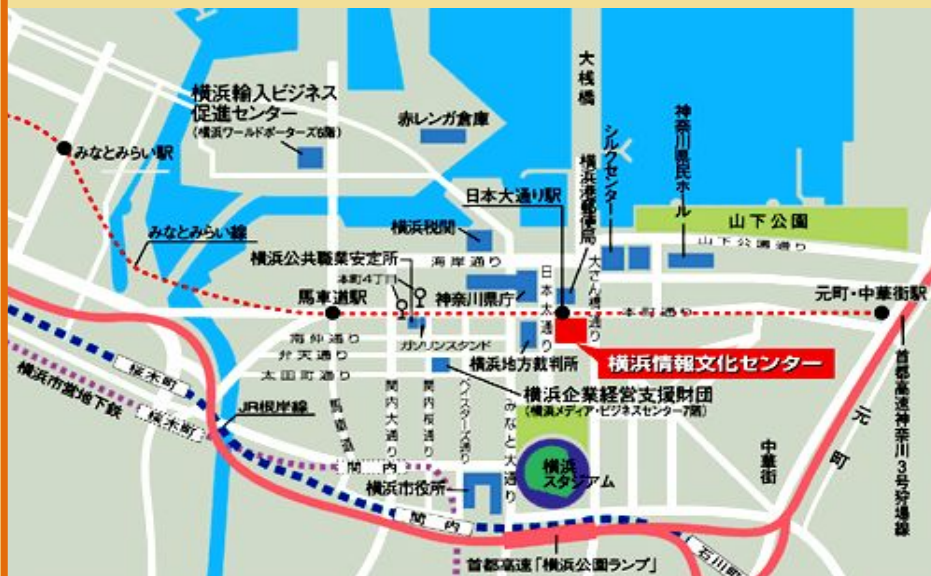 横浜輸入ビジネス
促進センター
(横浜ワールドポーターズ6階)
赤レンガ倉庫
大桟橋
横浜港郵便局
シルクセンター
神奈川県民ホール
みなとみらい駅
日本大通り駅
山下公園
山下公園通り
みなとみらい線
横浜税関
海岸通り
横浜公共職業安定所
本町4丁目
神奈川県庁
日本大通り
大さん橋通り
馬車道駅
本町通り
元町・中華街駅
南仲通り
ガソリンスタンド
弁天通り
横浜地方裁判所
横浜情報文化センター
太田町通り
横浜企業経営支援財団
(横浜メディア・ビジネスセンター7階)
桜木町
横浜市営地下鉄
桜木町
JR根岸線
馬車道
関内大通り
関内桜通り
ベイスターズ通り
みなと大通り
関内
横浜
スタジアム
中華街
元町
首都高速神奈川3号狩場線
横浜市役所
関内
石川町
首都高速「横浜公園ランプ」